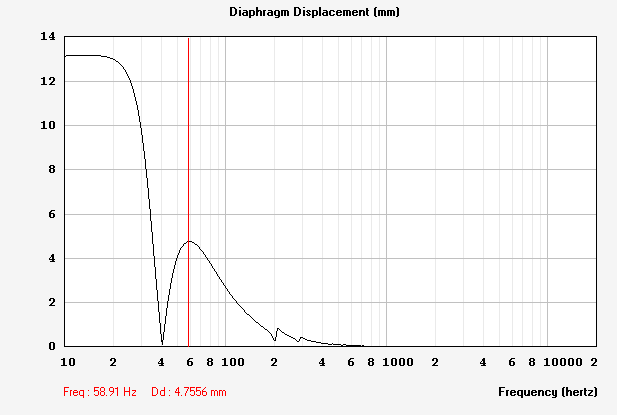 Diaphragm Displacement (mm)
14
12
10
8
6
4
2
0
10 2 4 6 8 100 2 4 6 8 1000 2 4 6 8 10000 2
Freq : 58.91 Hz Dd : 4.7556 mm Frequency (hertz)